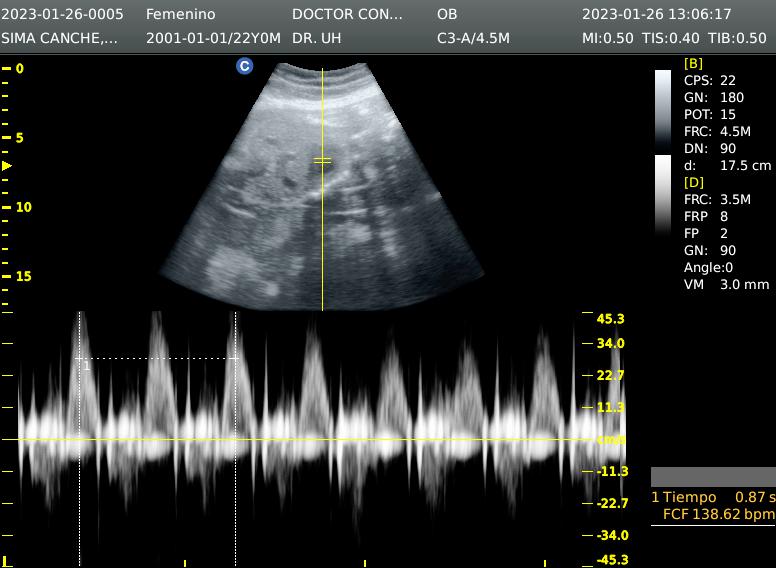 2023-01-26-0005 Femenino DOCTOR CON... OB 2023-01-26 13:06:17
SIMA CANCHE,... 2001-01-01/22Y0M DR. UH C3-A/4.5M MI:0.50 TIS:0.40 TIB:0.50
C
0
5
10
15
[B]
CPS: 22
GN: 180
POT: 15
FRC: 4.5M
DN: 90
d: 17.5 cm
[D]
FRC: 3.5M
FRP 8
FP 2
GN: 90
Angle:0
VM 3.0 mm
45.3
34.0
22.7
11.3
cm/s
-11.3
-22.7
-34.0
-45.3
1
L
1 Tiempo 0.87 s
FCF 138.62 bpm